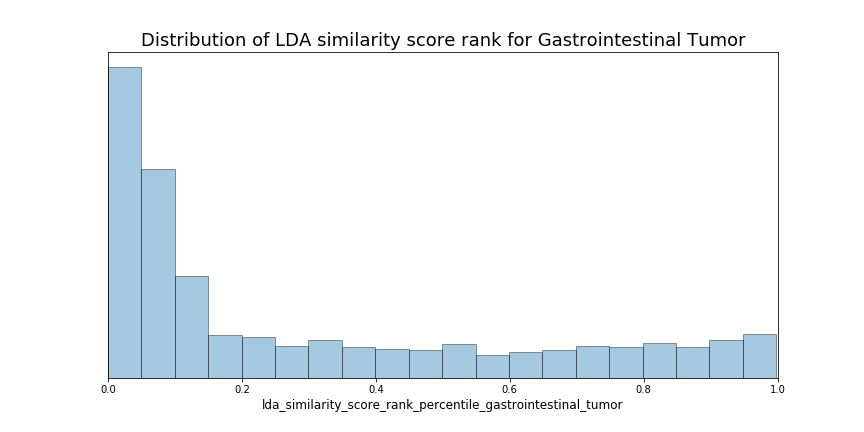 Distribution of LDA similarity score rank for Gastrointestinal Tumor
0.0 0.2 0.4 0.6 0.8 1.0
lda_similarity_score_rank_percentile_gastrointestinal_tumor